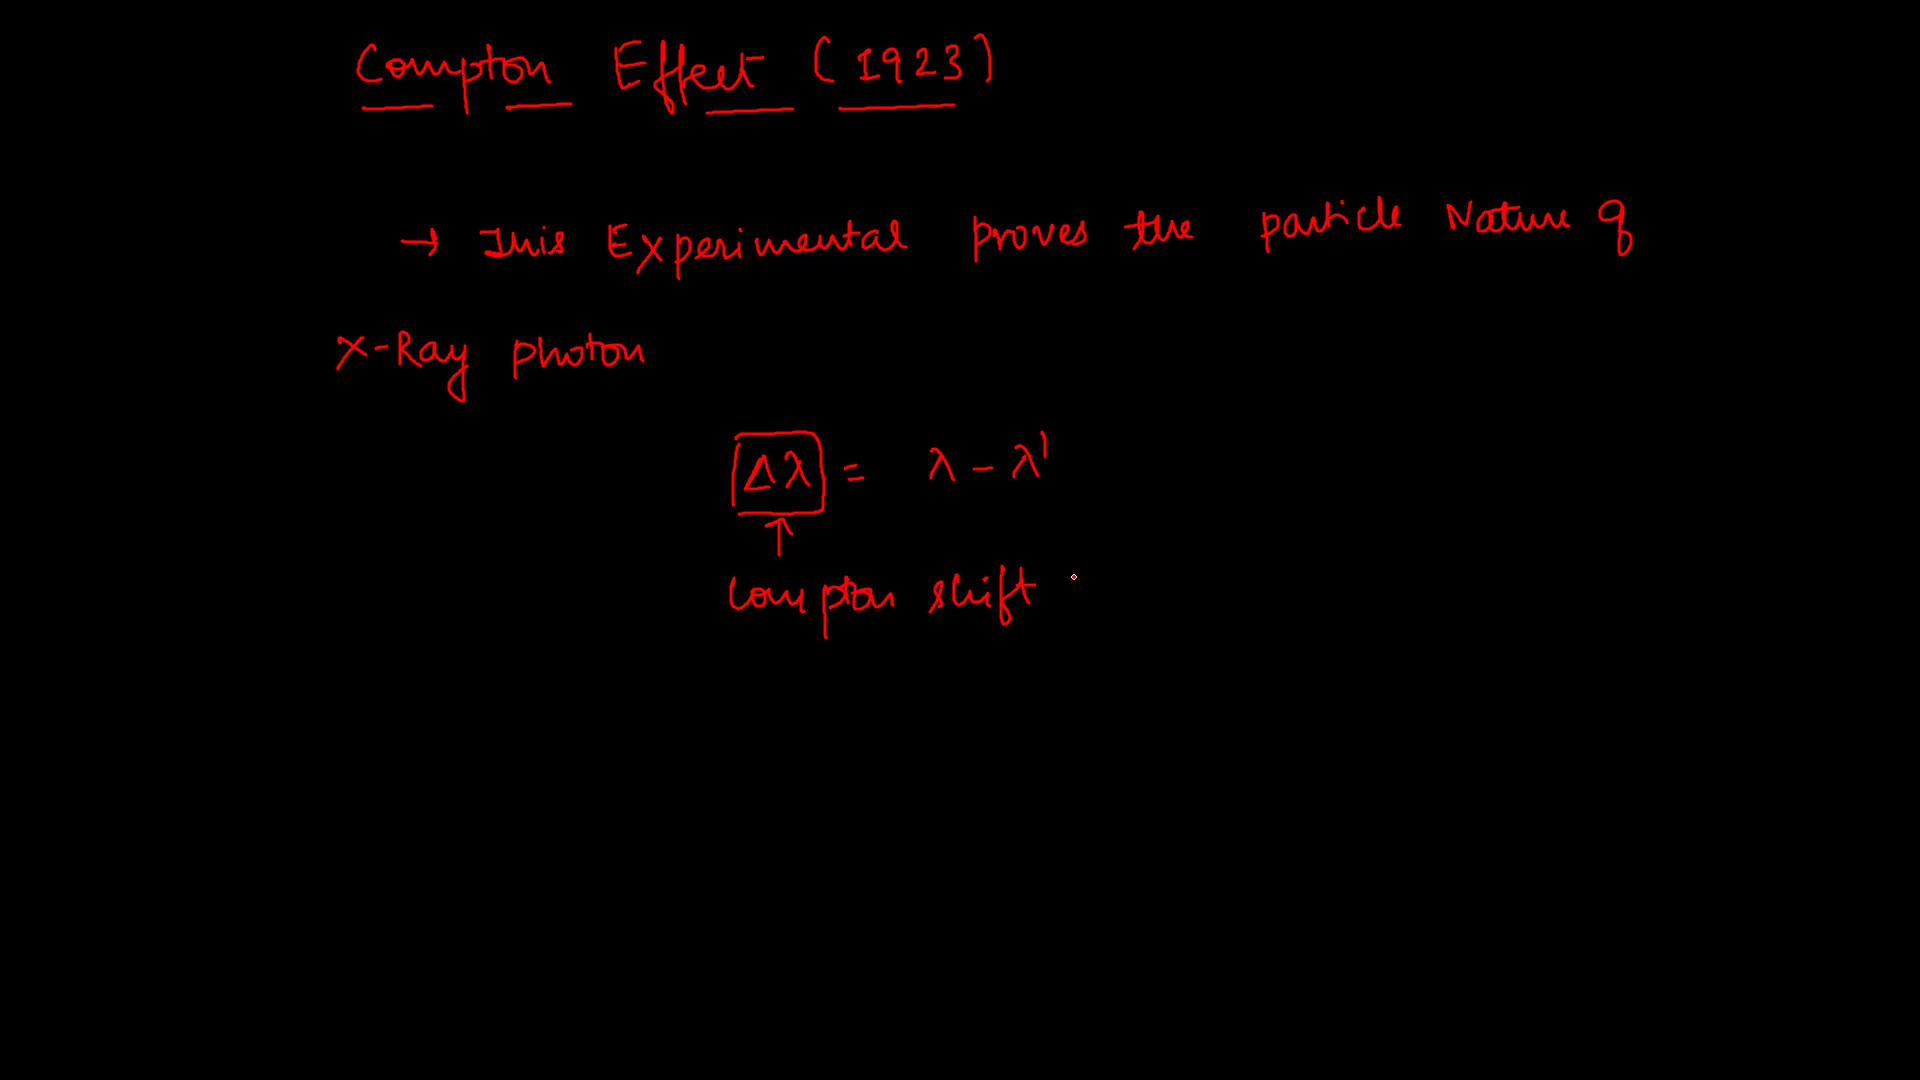 Compton Effect (1923)
→ This Experimental proves the particle Nature of
X-Ray photon
Δλ = λ - λ'
↑
Compton shift